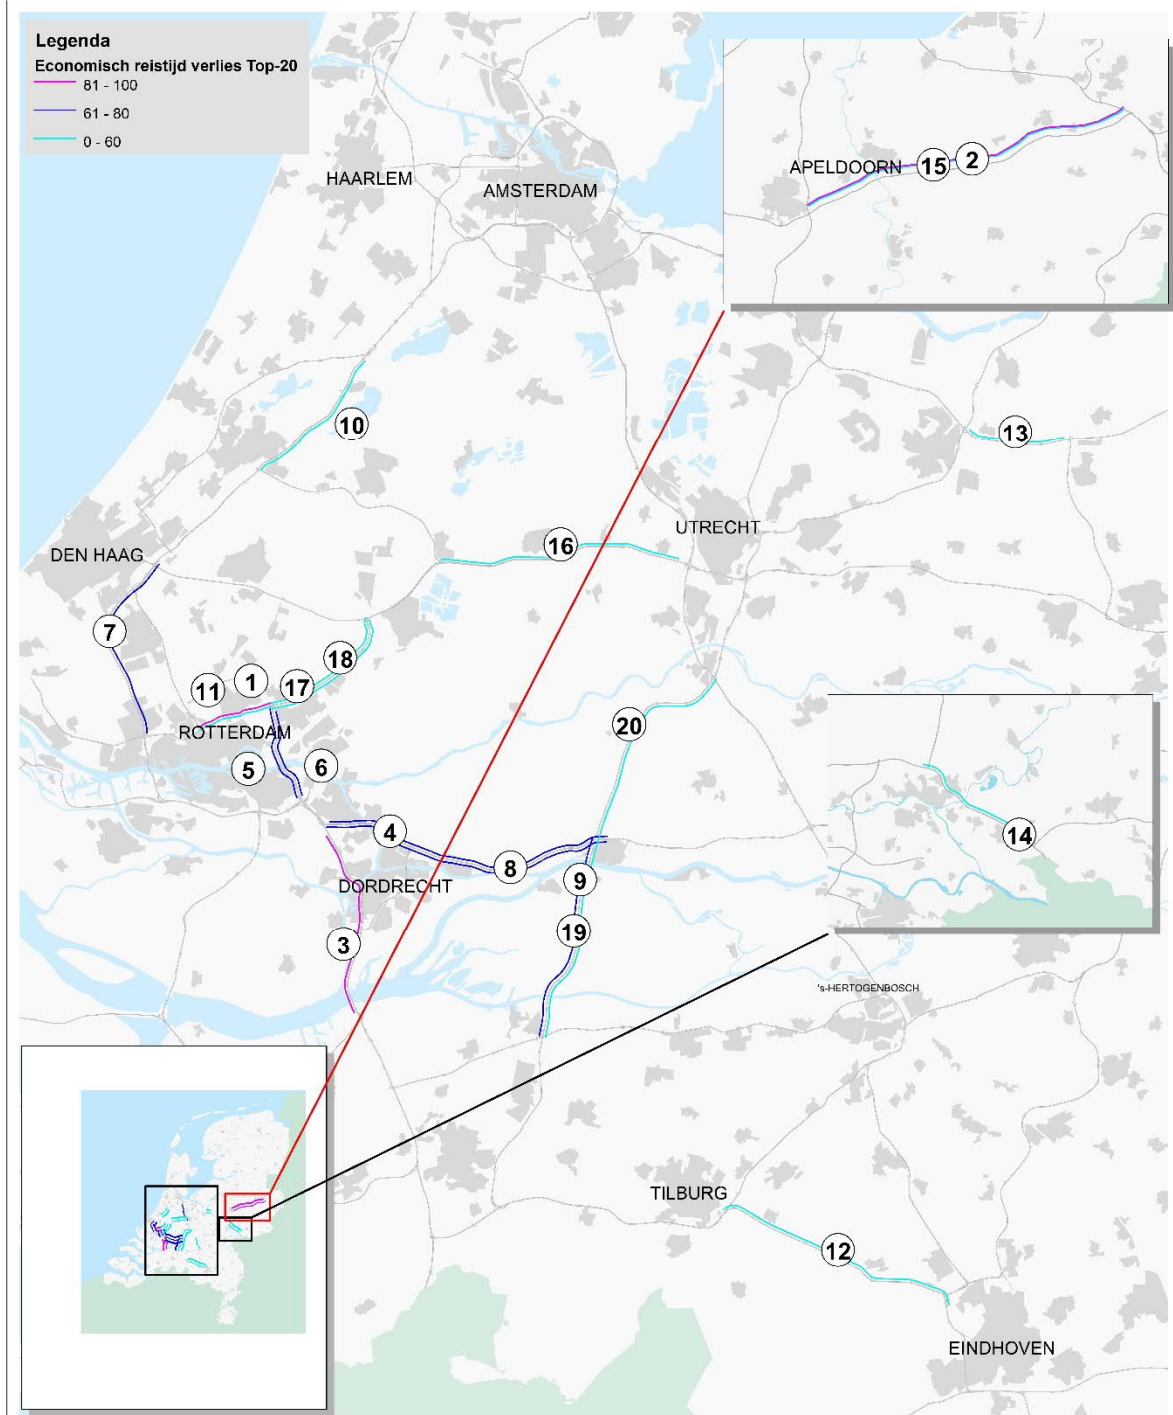 Legenda
Economisch reistijd verlies Top-20
81 - 100
61 - 80
0 - 60
HAARLEM
AMSTERDAM
APELDOORN
15
2
10
13
UTRECHT
DEN HAAG
16
7
18
1
11
17
ROTTERDAM
20
5
6
4
14
8
9
DORDRECHT
19
3
's-HERTOGENBOSCH
TILBURG
12
EINDHOVEN